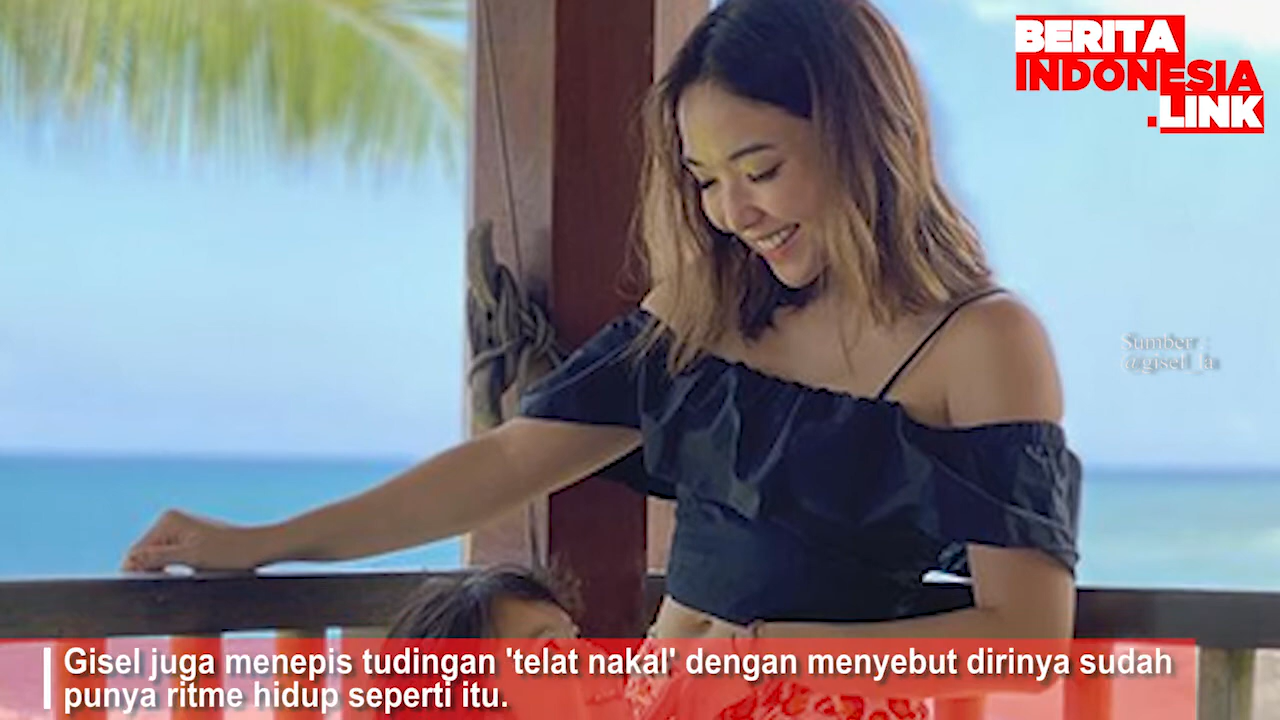 BERITA
INDONESIA
.LINK
Sumber :
@gisel_la
Gisel juga menepis tudingan 'telat nakal' dengan menyebut dirinya sudah
punya ritme hidup seperti itu.